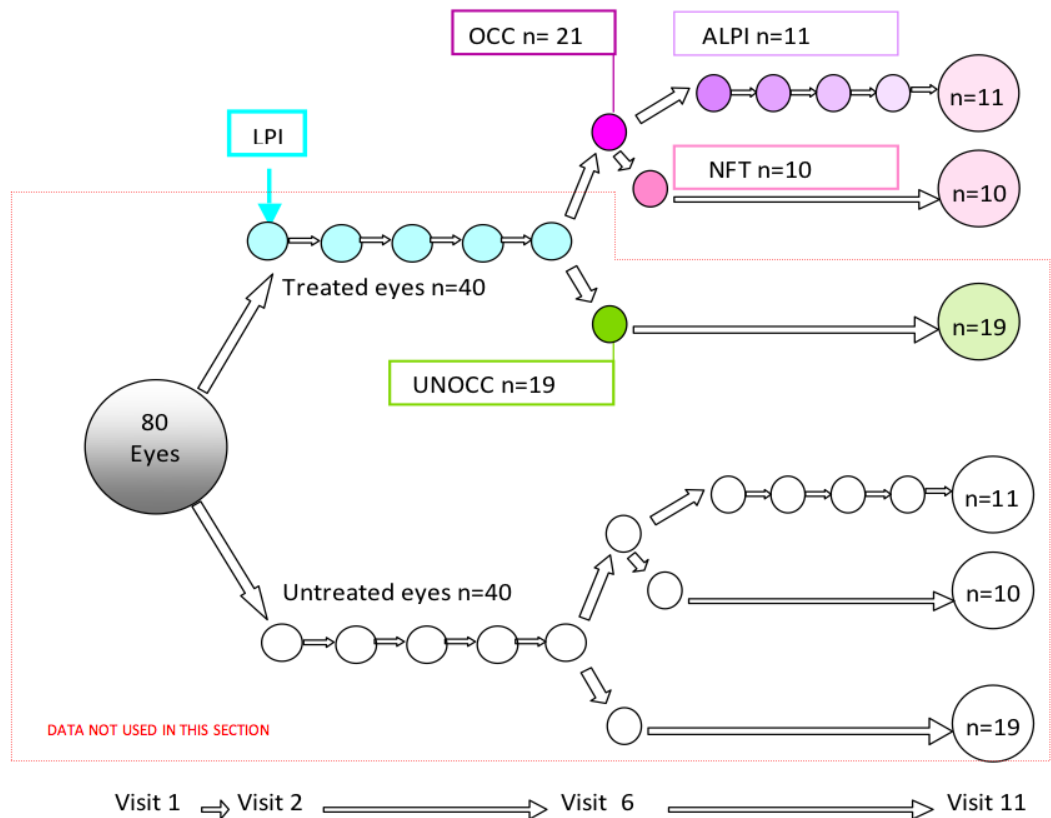 OCC n= 21
ALPI n=11
n=11
LPI
NFT n=10
n=10
Treated eyes n=40
n=19
UNOCC n=19
80
Eyes
n=11
Untreated eyes n=40
n=10
n=19
DATA NOT USED IN THIS SECTION
Visit 1 Visit 2 Visit 6 Visit 11